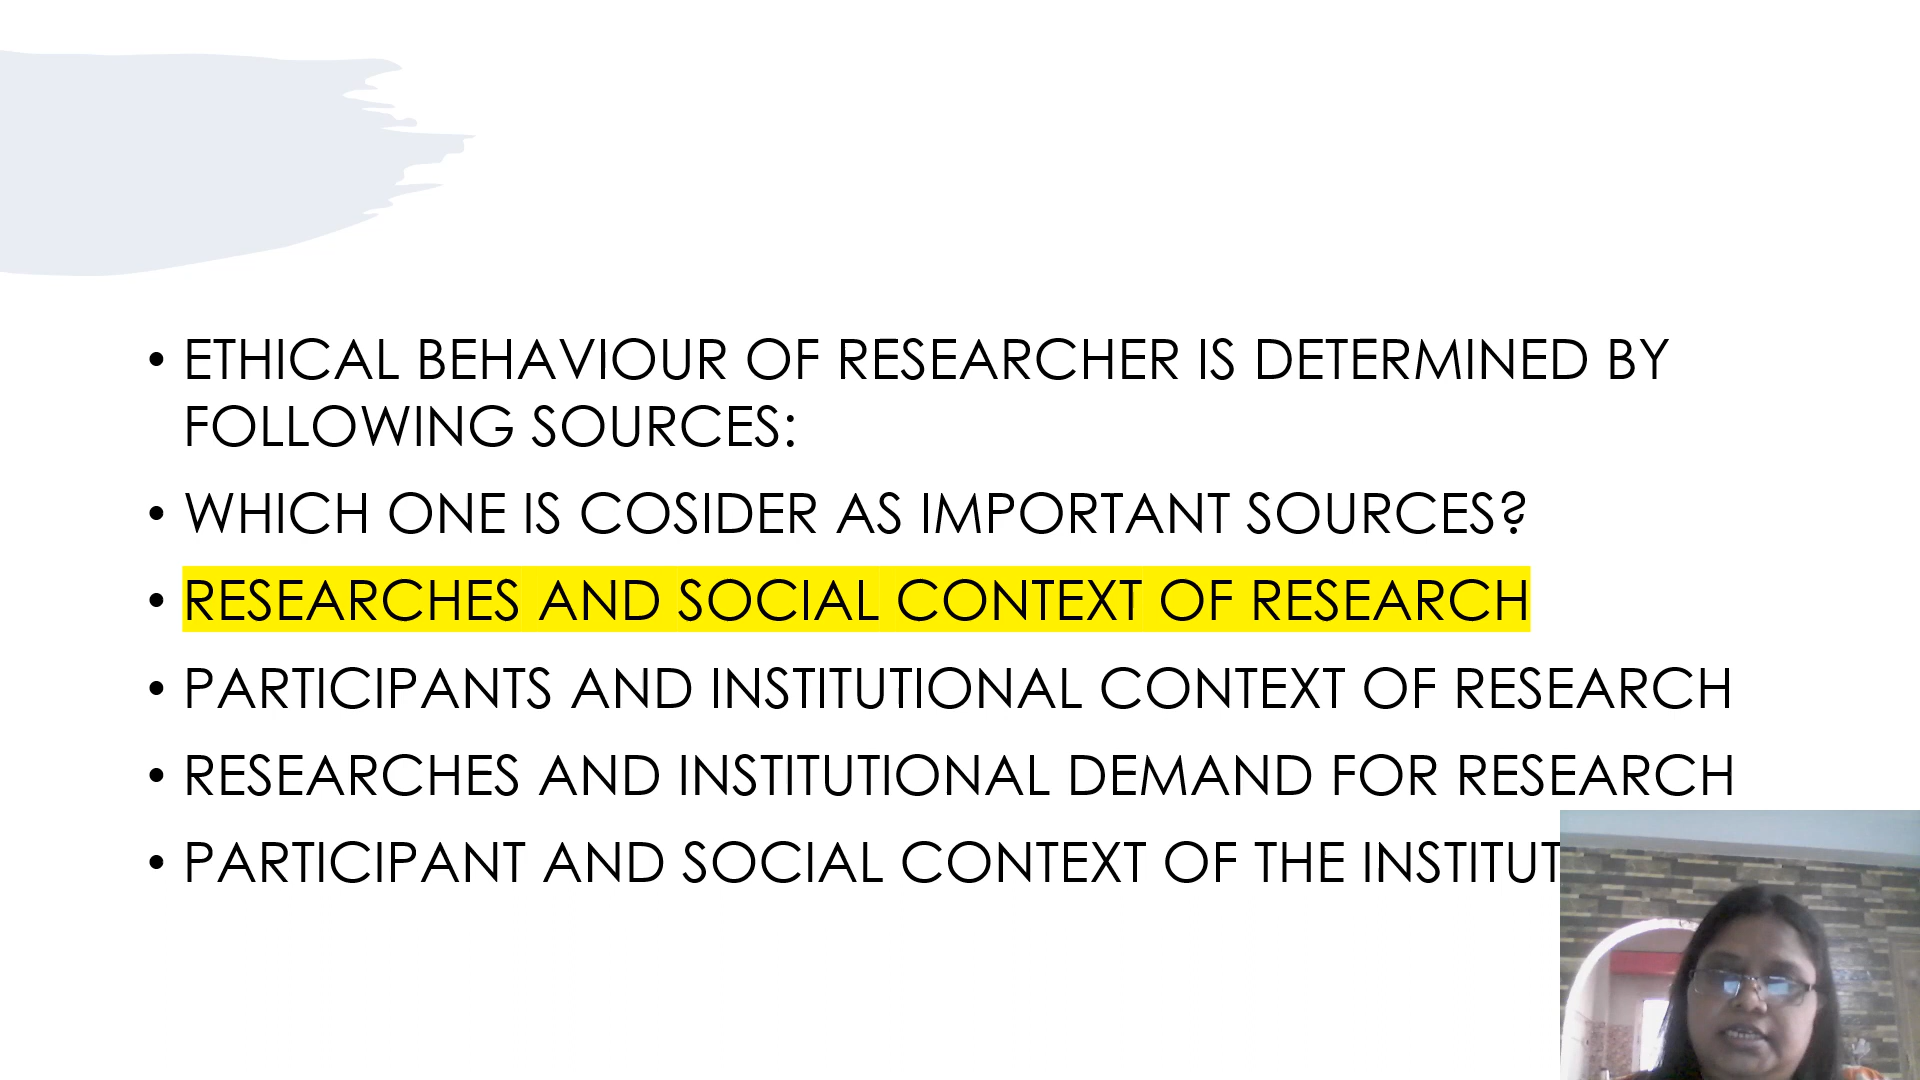 • ETHICAL BEHAVIOUR OF RESEARCHER IS DETERMINED BY
FOLLOWING SOURCES:
• WHICH ONE IS COSIDER AS IMPORTANT SOURCES?
• RESEARCHES AND SOCIAL CONTEXT OF RESEARCH
• PARTICIPANTS AND INSTITUTIONAL CONTEXT OF RESEARCH
• RESEARCHES AND INSTITUTIONAL DEMAND FOR RESEARCH
• PARTICIPANT AND SOCIAL CONTEXT OF THE